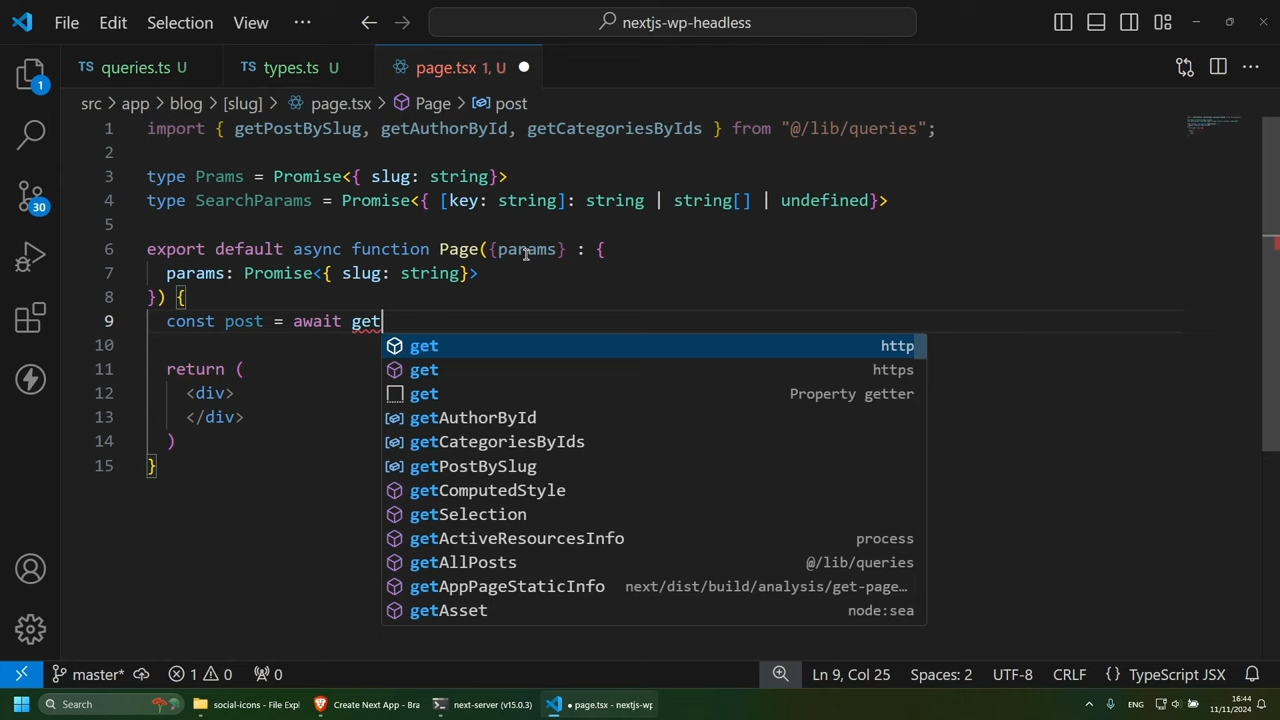 File Edit Selection View ··· nextjs-wp-headless
TS queries.ts U TS types.ts U page.tsx 1, U
src > app > blog > [slug] > page.tsx > Page > post
1 import { getPostBySlug, getAuthorById, getCategoriesByIds } from "@/lib/queries";
2
3 type Prams = Promise<{ slug: string}>
4 type SearchParams = Promise<{ [key: string]: string | string[] | undefined}>
5
6 export default async function Page({params} : {
7 params: Promise<{ slug: string}>
8 }) {
9 const post = await get
10 get http
get https
11 return (
12 <div> get Property getter
13 </div> getAuthorById
14 ) getCategoriesByIds
15 } getPostBySlug
getComputedStyle
getSelection
getActiveResourcesInfo process
getAllPosts @/lib/queries
getAppPageStaticInfo next/dist/build/analysis/get-page…
getAsset node:sea
1
30
master* 1 0 0 Ln 9, Col 25 Spaces: 2 UTF-8 CRLF {} TypeScript JSX
Search social-icons - File Expl Create Next App - Bra next-server (v15.0.3) • page.tsx - nextjs-wp ENG 16:44
11/11/2024